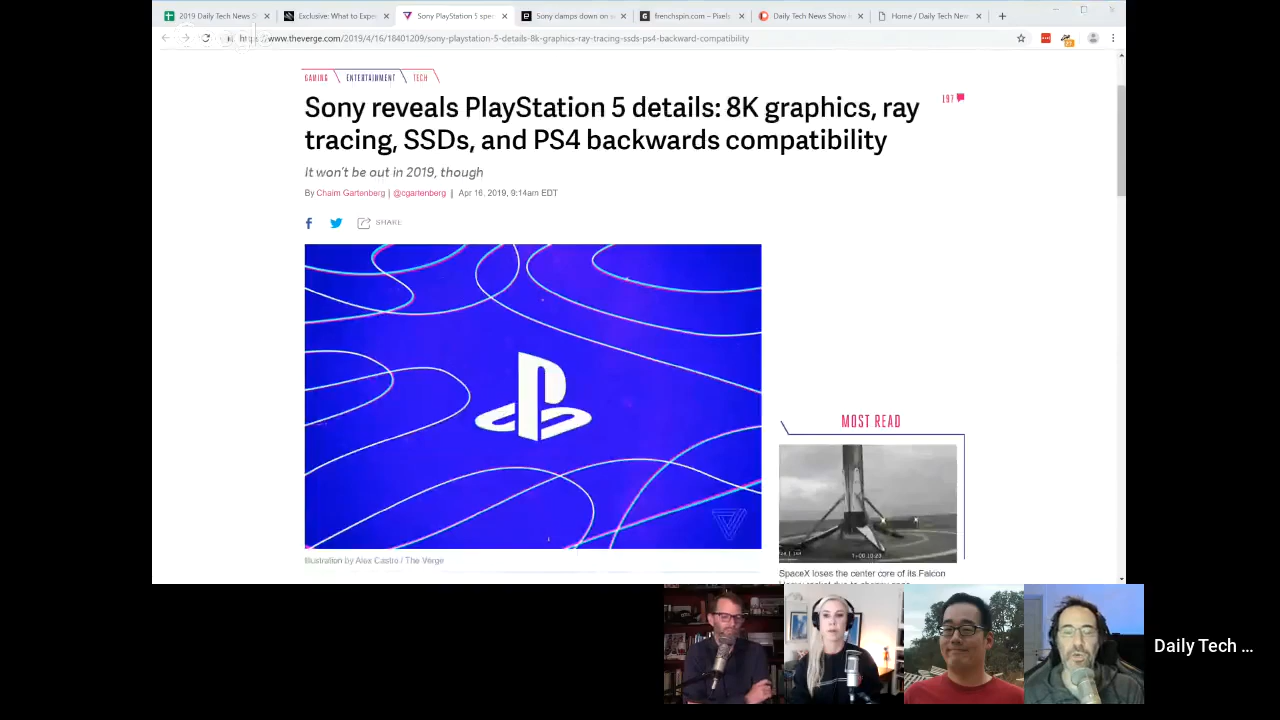 2019 Daily Tech News S
Exclusive: What to Expe
Sony PlayStation 5 spec
Sony clamps down on
frenchspin.com – Pixels
Daily Tech News Show
Home / Daily Tech New
https://www.theverge.com/2019/4/16/18401209/sony-playstation-5-details-8k-graphics-ray-tracing-ssds-ps4-backward-compatibility
GAMING ENTERTAINMENT TECH
Sony reveals PlayStation 5 details: 8K graphics, ray
tracing, SSDs, and PS4 backwards compatibility
197
It won't be out in 2019, though
By Chaim Gartenberg | @cgartenberg | Apr 16, 2019, 9:14am EDT
SHARE
MOST READ
Illustration by Alex Castro / The Verge
SpaceX loses the center core of its Falcon
Daily Tech ...